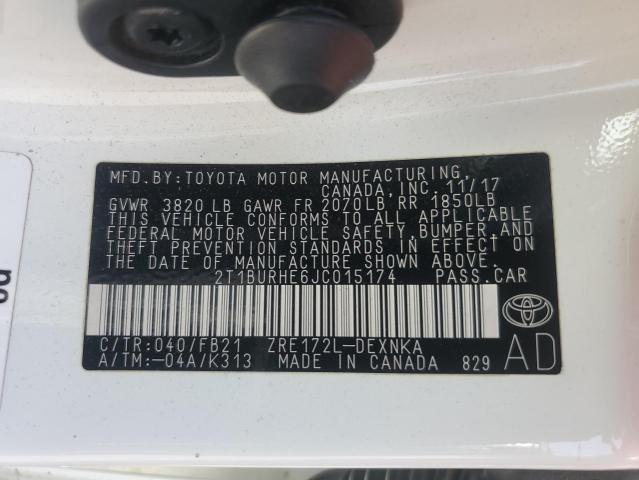 MFD.BY:TOYOTA MOTOR MANUFACTURING,
CANADA, INC. 11/17
GVWR 3820 LB GAWR FR 2070LB RR 1850LB
THIS VEHICLE CONFORMS TO ALL APPLICABLE
FEDERAL MOTOR VEHICLE SAFETY, BUMPER, AND
THEFT PREVENTION STANDARDS IN EFFECT ON
THE DATE OF MANUFACTURE SHOWN ABOVE.
2T1BURHE6JC015174 PASS.CAR
C/TR:040/FB21 ZRE172L-DEXNKA
A/TM:-04A/K313 MADE IN CANADA 829
AD